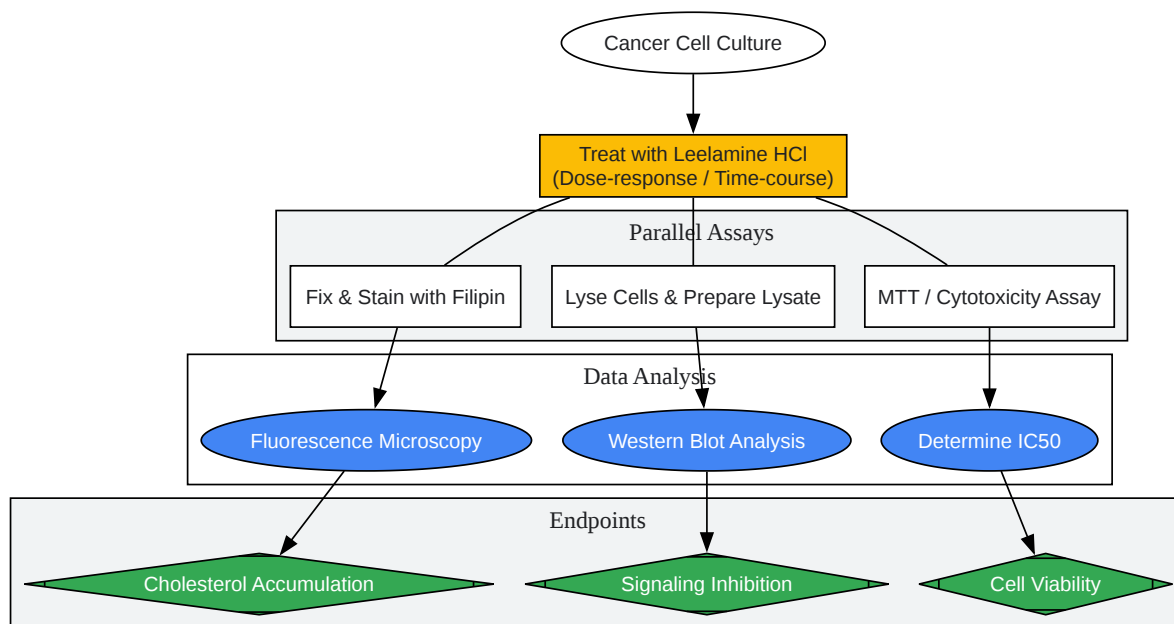 Cancer Cell Culture
Treat with Leelamine HCl
(Dose-response / Time-course)
Parallel Assays
Fix & Stain with Filipin
Lyse Cells & Prepare Lysate
MTT / Cytotoxicity Assay
Data Analysis
Fluorescence Microscopy
Western Blot Analysis
Determine IC50
Endpoints
Cholesterol Accumulation
Signaling Inhibition
Cell Viability